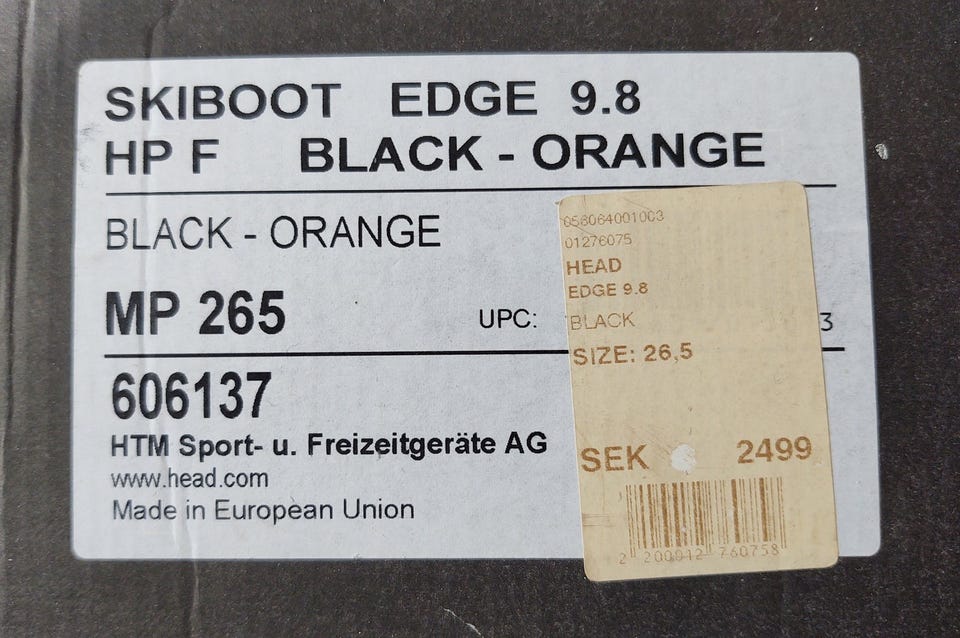 SKIBOOT EDGE 9.8
HP F BLACK - ORANGE
BLACK - ORANGE
MP 265
UPC: 3
606137
HTM Sport- u. Freizeitgeräte AG
www.head.com
Made in European Union
056064001003
01276075
HEAD
EDGE 9.8
BLACK
SIZE: 26,5
SEK 2499
2 200012 760758